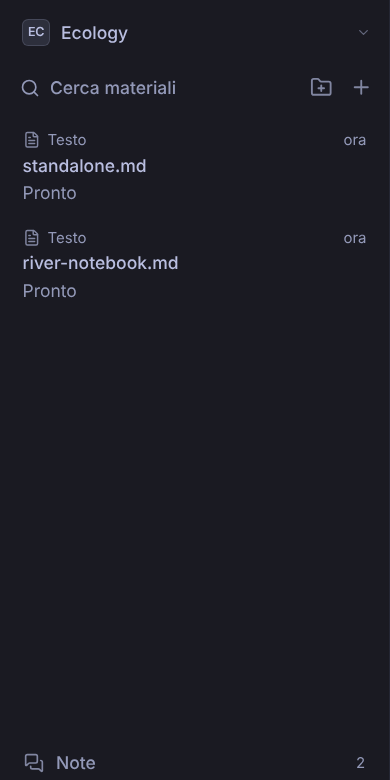 EC Ecology
Cerca materiali
Testo ora
standalone.md
Pronto
Testo ora
river-notebook.md
Pronto
Note 2